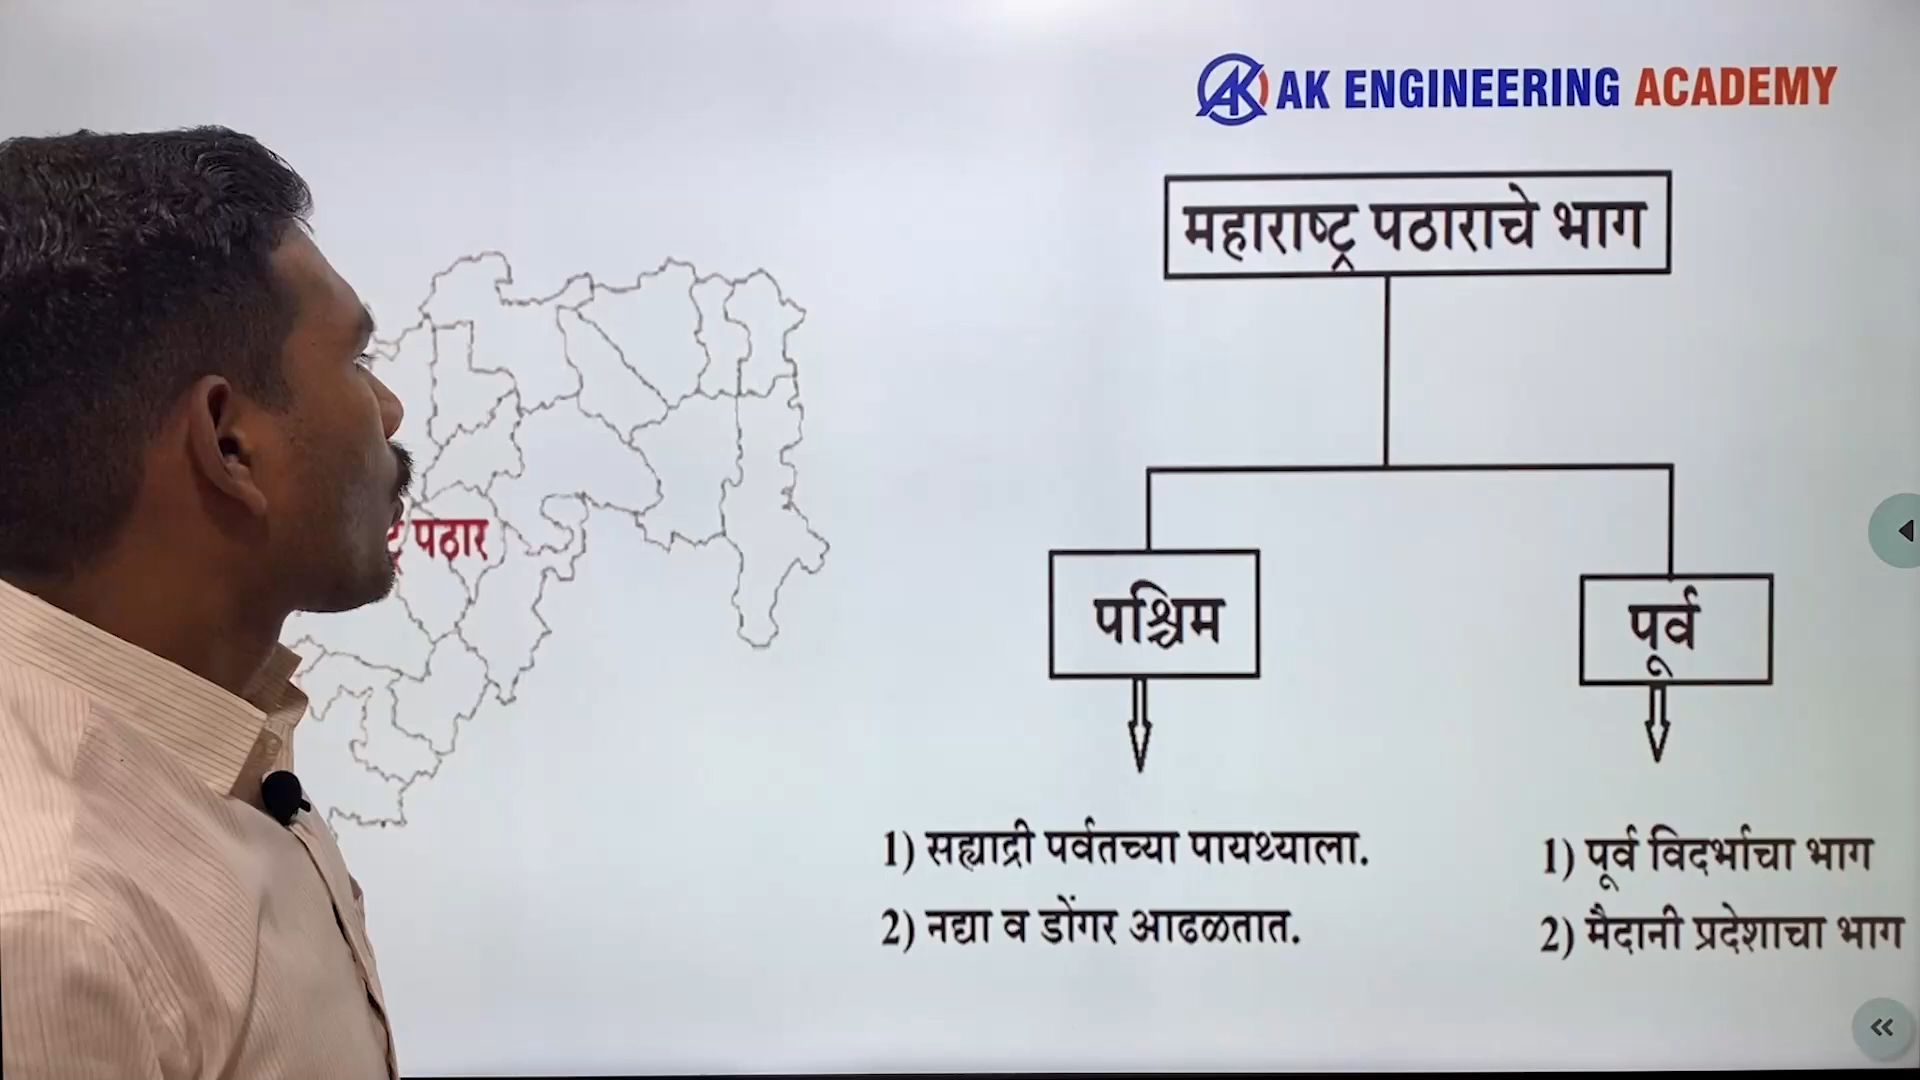 AK ENGINEERING ACADEMY
महाराष्ट्र पठाराचे भाग
पठार
पश्चिम
पूर्व
1) सह्याद्री पर्वतच्या पायथ्याला.
2) नद्या व डोंगर आढळतात.
1) पूर्व विदर्भाचा भाग
2) मैदानी प्रदेशाचा भाग